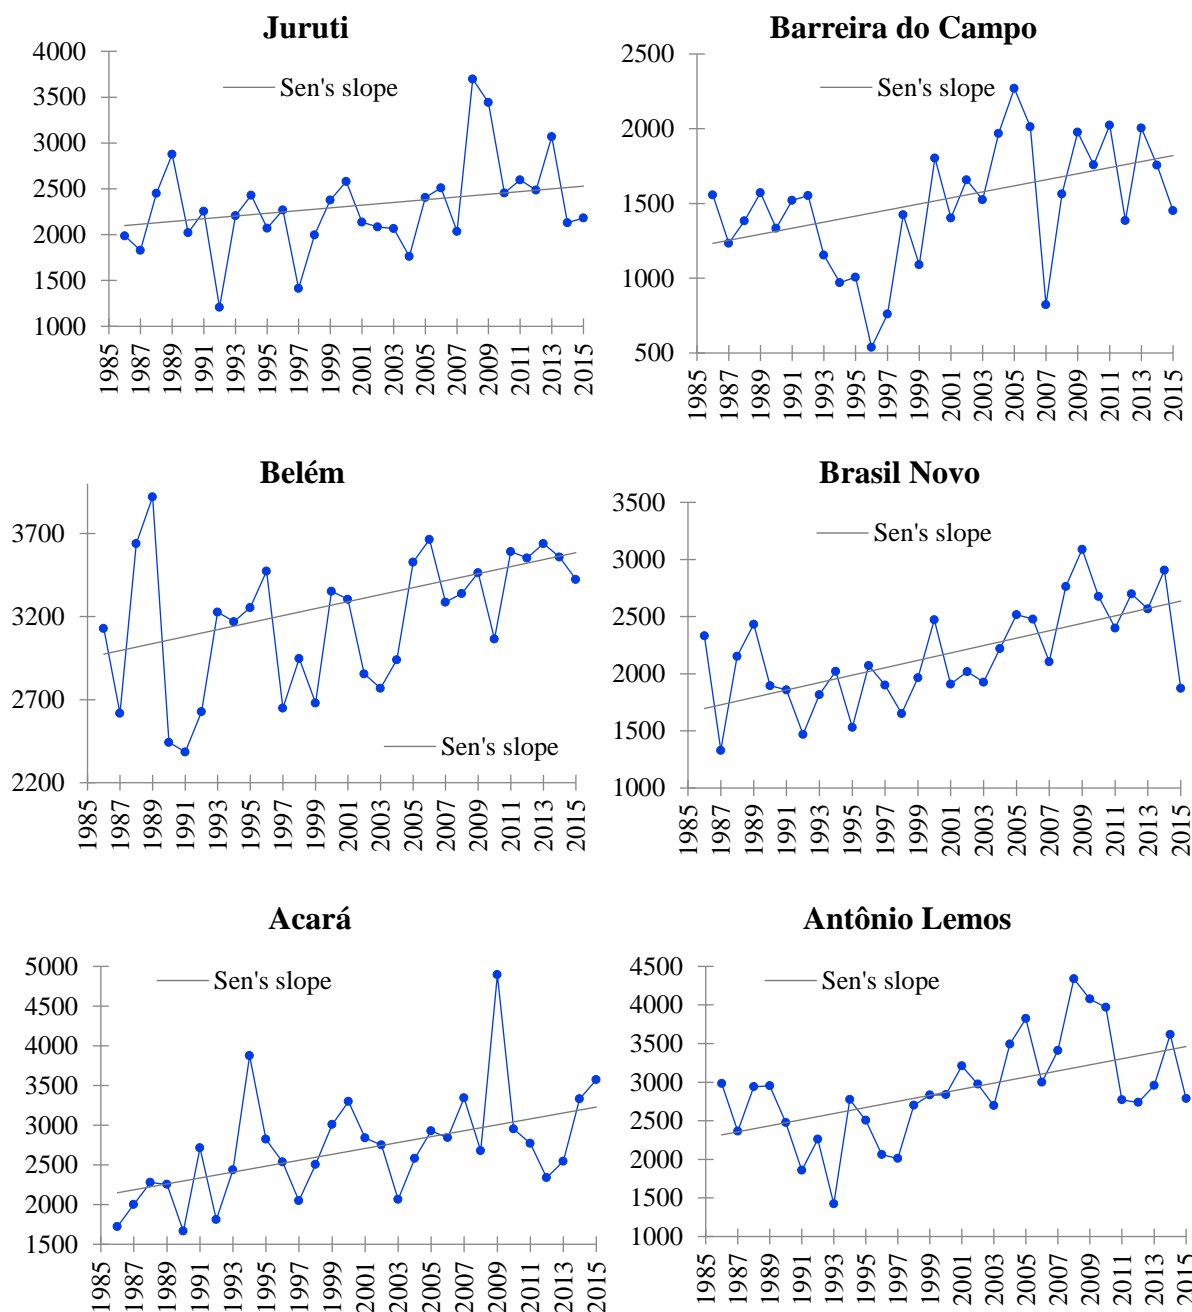 Juruti
4000
3500
3000
2500
2000
1500
1000
Sen's slope
1985 1987 1989 1991 1993 1995 1997 1999 2001 2003 2005 2007 2009 2011 2013 2015
Barreira do Campo
2500
2000
1500
1000
500
Sen's slope
1985 1987 1989 1991 1993 1995 1997 1999 2001 2003 2005 2007 2009 2011 2013 2015
Belém
3700
3200
2700
2200
Sen's slope
1985 1987 1989 1991 1993 1995 1997 1999 2001 2003 2005 2007 2009 2011 2013 2015
Brasil Novo
3500
3000
2500
2000
1500
1000
Sen's slope
1985 1987 1989 1991 1993 1995 1997 1999 2001 2003 2005 2007 2009 2011 2013 2015
Acará
5000
4500
4000
3500
3000
2500
2000
1500
Sen's slope
1985 1987 1989 1991 1993 1995 1997 1999 2001 2003 2005 2007 2009 2011 2013 2015
Antônio Lemos
4500
4000
3500
3000
2500
2000
1500
1000
Sen's slope
1985 1987 1989 1991 1993 1995 1997 1999 2001 2003 2005 2007 2009 2011 2013 2015